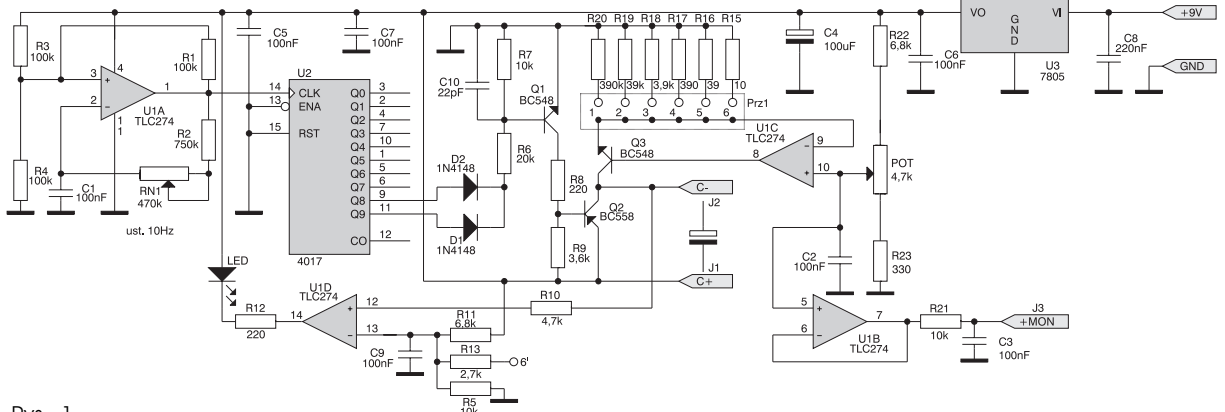 R3
100k
R1
100k
3
2
4
1
1
1
U1A
TLC274
R2
750k
R4
100k
C1
100nF
RN1
470k
ust. 10Hz
C5
100nF
C7
100nF
U2
14
CLK
13
ENA
15
RST
Q0
3
Q1
2
Q2
4
Q3
7
Q4
10
Q5
1
Q6
5
Q7
6
Q8
9
Q9
11
CO
12
4017
D2
1N4148
D1
1N4148
C10
22pF
R7
10k
R6
20k
Q1
BC548
R8
220
R9
3,6k
Q2
BC558
Q3
BC548
R20
R19
R18
R17
R16
R15
390k
39k
3,9k
390
39
10
1
2
3
4
5
6
Prz1
U1C
TLC274
8
9
10
C4
100uF
R22
6,8k
C6
100nF
VO
GND
VI
U3
7805
C8
220nF
+9V
GND
POT
4,7k
R23
330
C2
100nF
5
6
7
U1B
TLC274
R21
10k
C3
100nF
J3
+MON
C-
J2
J1
C+
LED
R12
220
14
U1D
TLC274
12
13
R10
4,7k
R11
6.8k
R13
2,7k
6'
R5
10k
C9
100nF